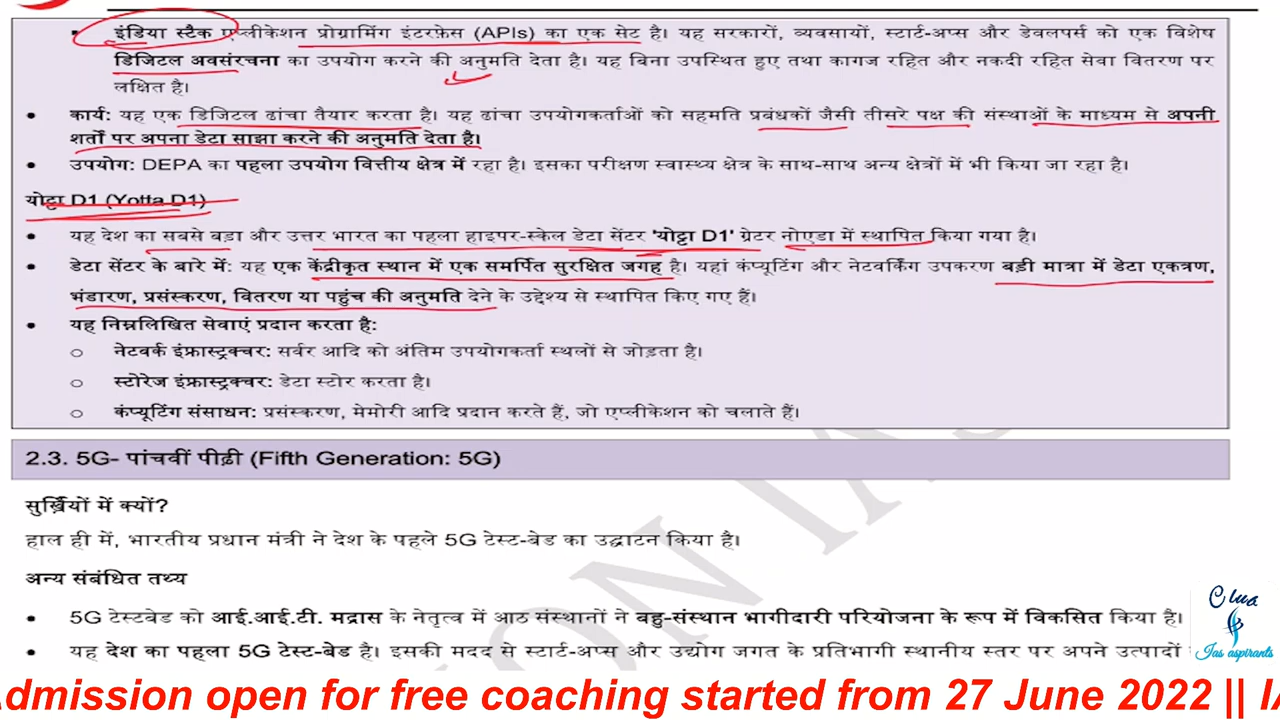 इंडिया स्टैक एप्लीकेशन प्रोग्रामिंग इंटरफ़ेस (APIs) का एक सेट है। यह सरकारों, व्यवसायों, स्टार्ट-अप्स और डेवलपर्स को एक विशेष
डिजिटल अवसंरचना का उपयोग करने की अनुमति देता है। यह बिना उपस्थित हुए तथा कागज रहित और नकदी रहित सेवा वितरण पर
लक्षित है।
कार्य: यह एक डिजिटल ढांचा तैयार करता है। यह ढांचा उपयोगकर्ताओं को सहमति प्रबंधकों जैसी तीसरे पक्ष की संस्थाओं के माध्यम से अपनी
शर्तों पर अपना डेटा साझा करने की अनुमति देता है।
उपयोग: DEPA का पहला उपयोग वित्तीय क्षेत्र में रहा है। इसका परीक्षण स्वास्थ्य क्षेत्र के साथ-साथ अन्य क्षेत्रों में भी किया जा रहा है।
योट्टा D1 (Yotta D1)
यह देश का सबसे बड़ा और उत्तर भारत का पहला हाइपर-स्केल डेटा सेंटर 'योट्टा D1' ग्रेटर नोएडा में स्थापित किया गया है।
डेटा सेंटर के बारे में: यह एक केंद्रीकृत स्थान में एक समर्पित सुरक्षित जगह है। यहां कंप्यूटिंग और नेटवर्किंग उपकरण बड़ी मात्रा में डेटा एकत्रण,
भंडारण, प्रसंस्करण, वितरण या पहुंच की अनुमति देने के उद्देश्य से स्थापित किए गए हैं।
यह निम्नलिखित सेवाएं प्रदान करता है:
नेटवर्क इंफ्रास्ट्रक्चर: सर्वर आदि को अंतिम उपयोगकर्ता स्थलों से जोड़ता है।
स्टोरेज इंफ्रास्ट्रक्चर: डेटा स्टोर करता है।
कंप्यूटिंग संसाधन: प्रसंस्करण, मेमोरी आदि प्रदान करते हैं, जो एप्लीकेशन को चलाते हैं।
2.3. 5G- पांचवीं पीढ़ी (Fifth Generation: 5G)
सुर्ख़ियों में क्यों?
हाल ही में, भारतीय प्रधान मंत्री ने देश के पहले 5G टेस्ट-बेड का उद्घाटन किया है।
अन्य संबंधित तथ्य
5G टेस्टबेड को आई.आई.टी. मद्रास के नेतृत्व में आठ संस्थानों ने बहु-संस्थान भागीदारी परियोजना के रूप में विकसित किया है।
यह देश का पहला 5G टेस्ट-बेड है। इसकी मदद से स्टार्ट-अप्स और उद्योग जगत के प्रतिभागी स्थानीय स्तर पर अपने उत्पादों
Ias aspirants
dmission open for free coaching started from 27 June 2022 ||